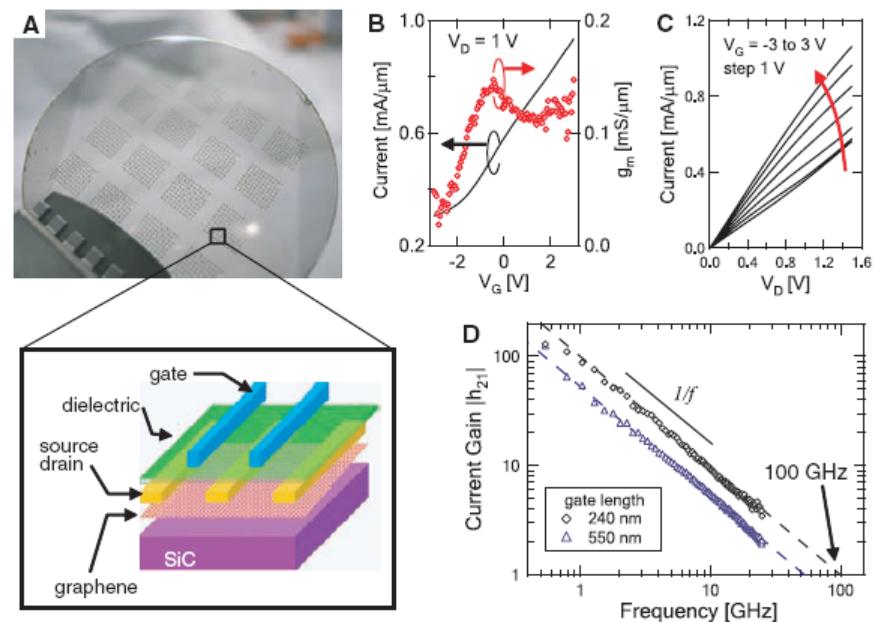 A
gate
dielectric
source
drain
SiC
graphene
B
V_D = 1 V
Current [mA/μm]
1.0
0.8
0.6
0.4
0.2
0.2
0.1
0.0
g_m [mS/μm]
-2
0
2
V_G [V]
C
V_G = -3 to 3 V
step 1 V
Current [mA/μm]
1.2
0.8
0.4
0.0
0.0
0.4
0.8
1.2
1.6
V_D [V]
D
Current Gain |h_21|
100
10
1
1/f
100 GHz
gate length
240 nm
550 nm
1
10
100
Frequency [GHz]